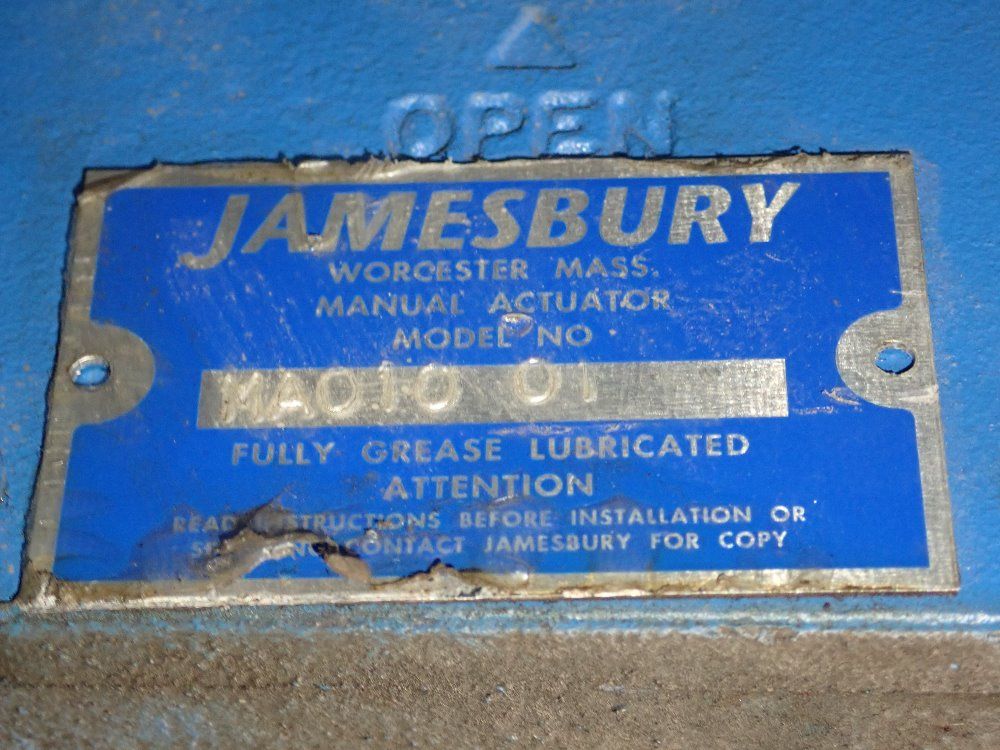 OPEN
JAMESBURY
WORCESTER MASS.
MANUAL ACTUATOR
MODEL NO
MA010 01
FULLY GREASE LUBRICATED
ATTENTION
READ INSTRUCTIONS BEFORE INSTALLATION OR
CONTACT JAMESBURY FOR COPY